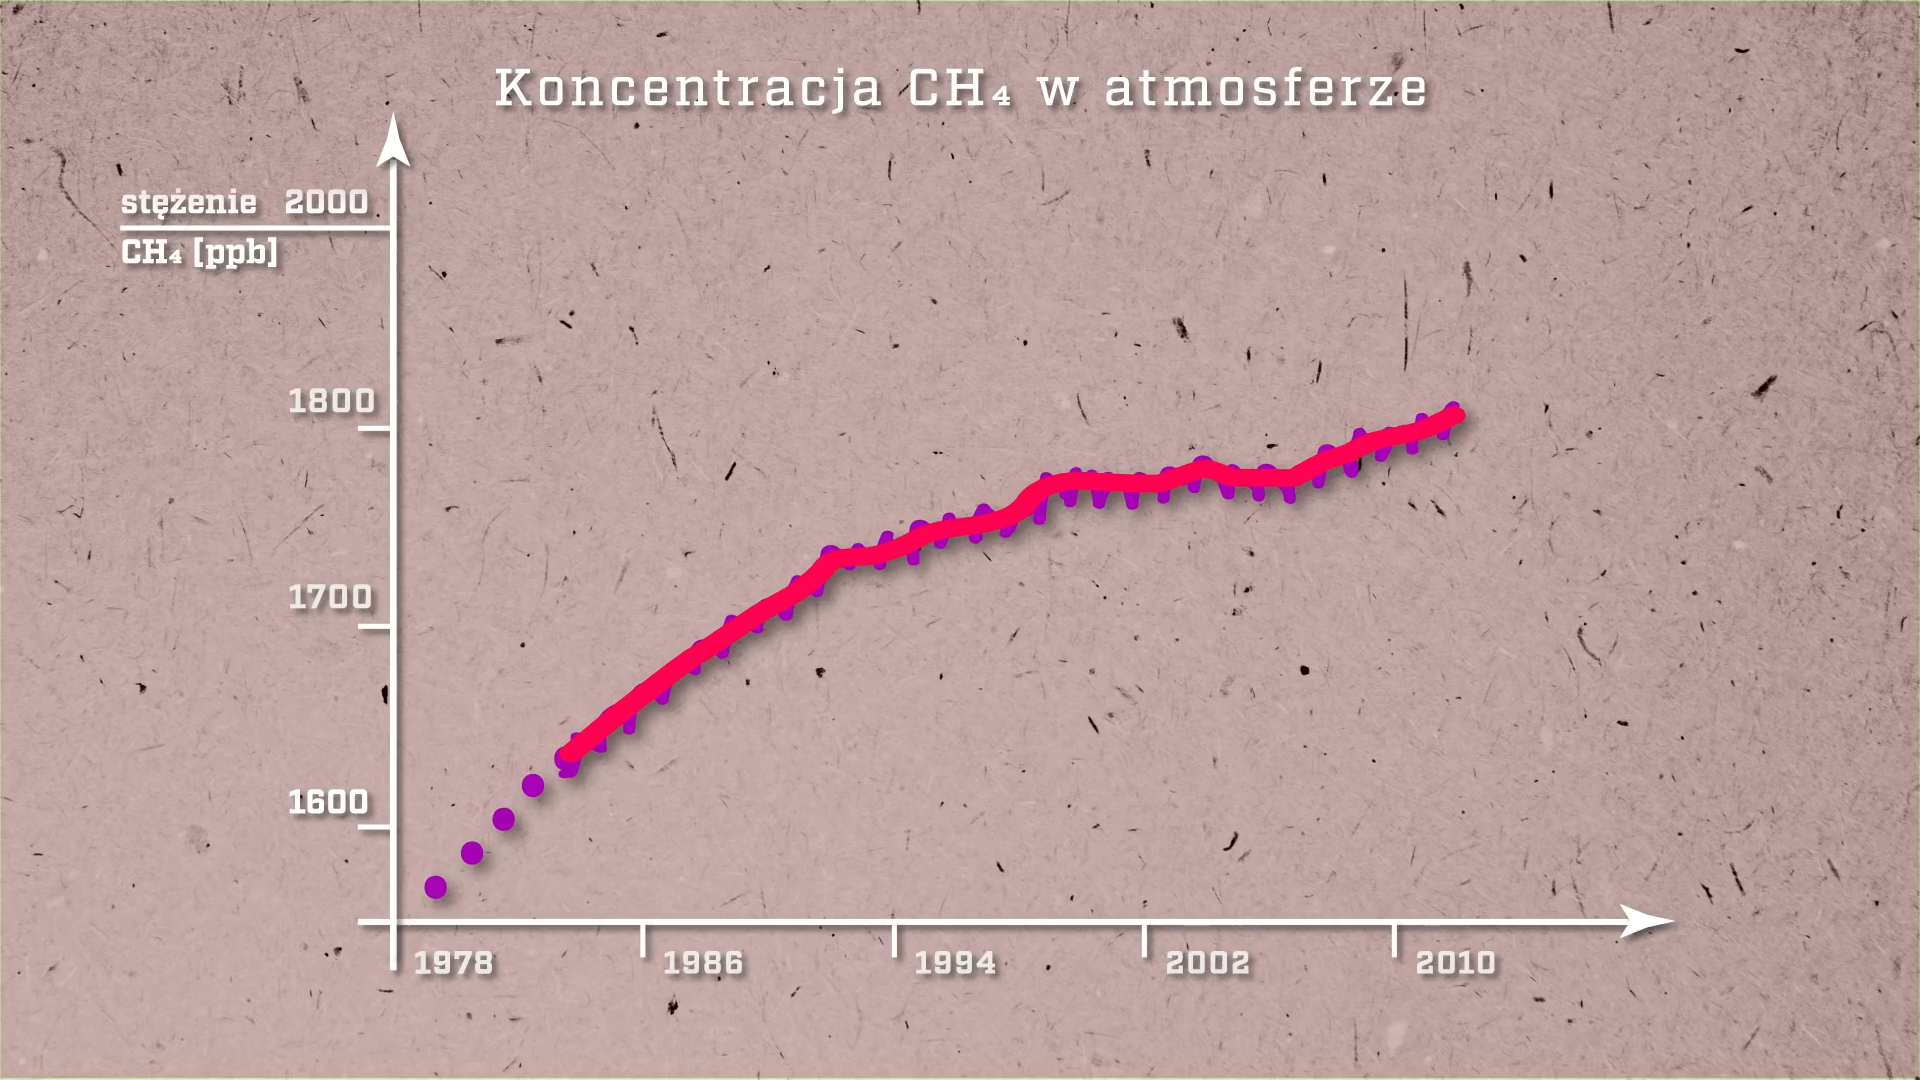 Koncentracja CH₄ w atmosferze
stężenie 2000
CH₄ [ppb]
1800
1700
1600
1978 1986 1994 2002 2010